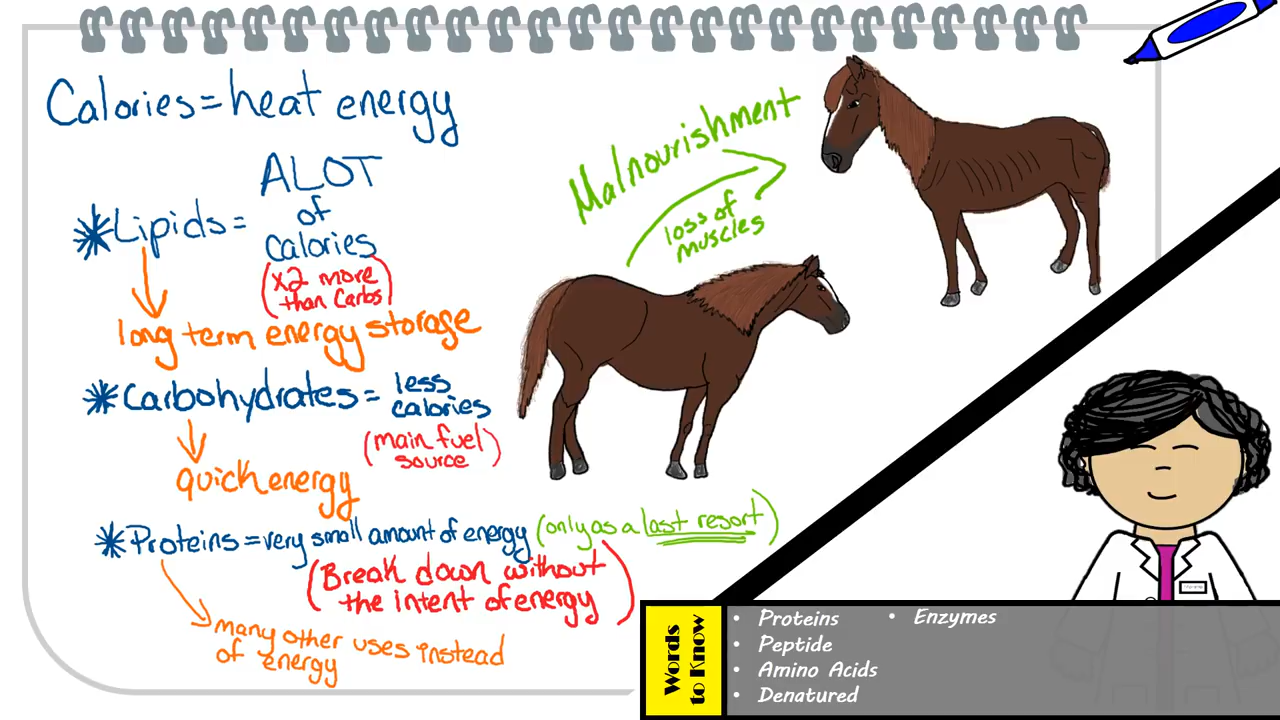 Calories = heat energy
* Lipids =
ALOT
of
calories
(x2 more
than Carbs)
long term energy storage
* Carbohydrates =
less
calories
(main fuel
source)
quick energy
* Proteins = very small amount of energy (only as a last resort)
(Break down without
the intent of energy)
many other uses instead
of energy
Malnourishment
loss of
muscles
Words
to Know
• Proteins
• Peptide
• Amino Acids
• Denatured
• Enzymes